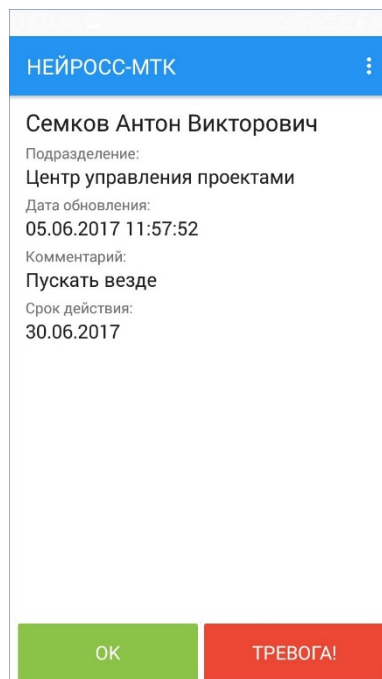 НЕЙРОСС-МТК
Семков Антон Викторович
Подразделение:
Центр управления проектами
Дата обновления:
05.06.2017 11:57:52
Комментарий:
Пускать везде
Срок действия:
30.06.2017
OK
ТРЕВОГА!